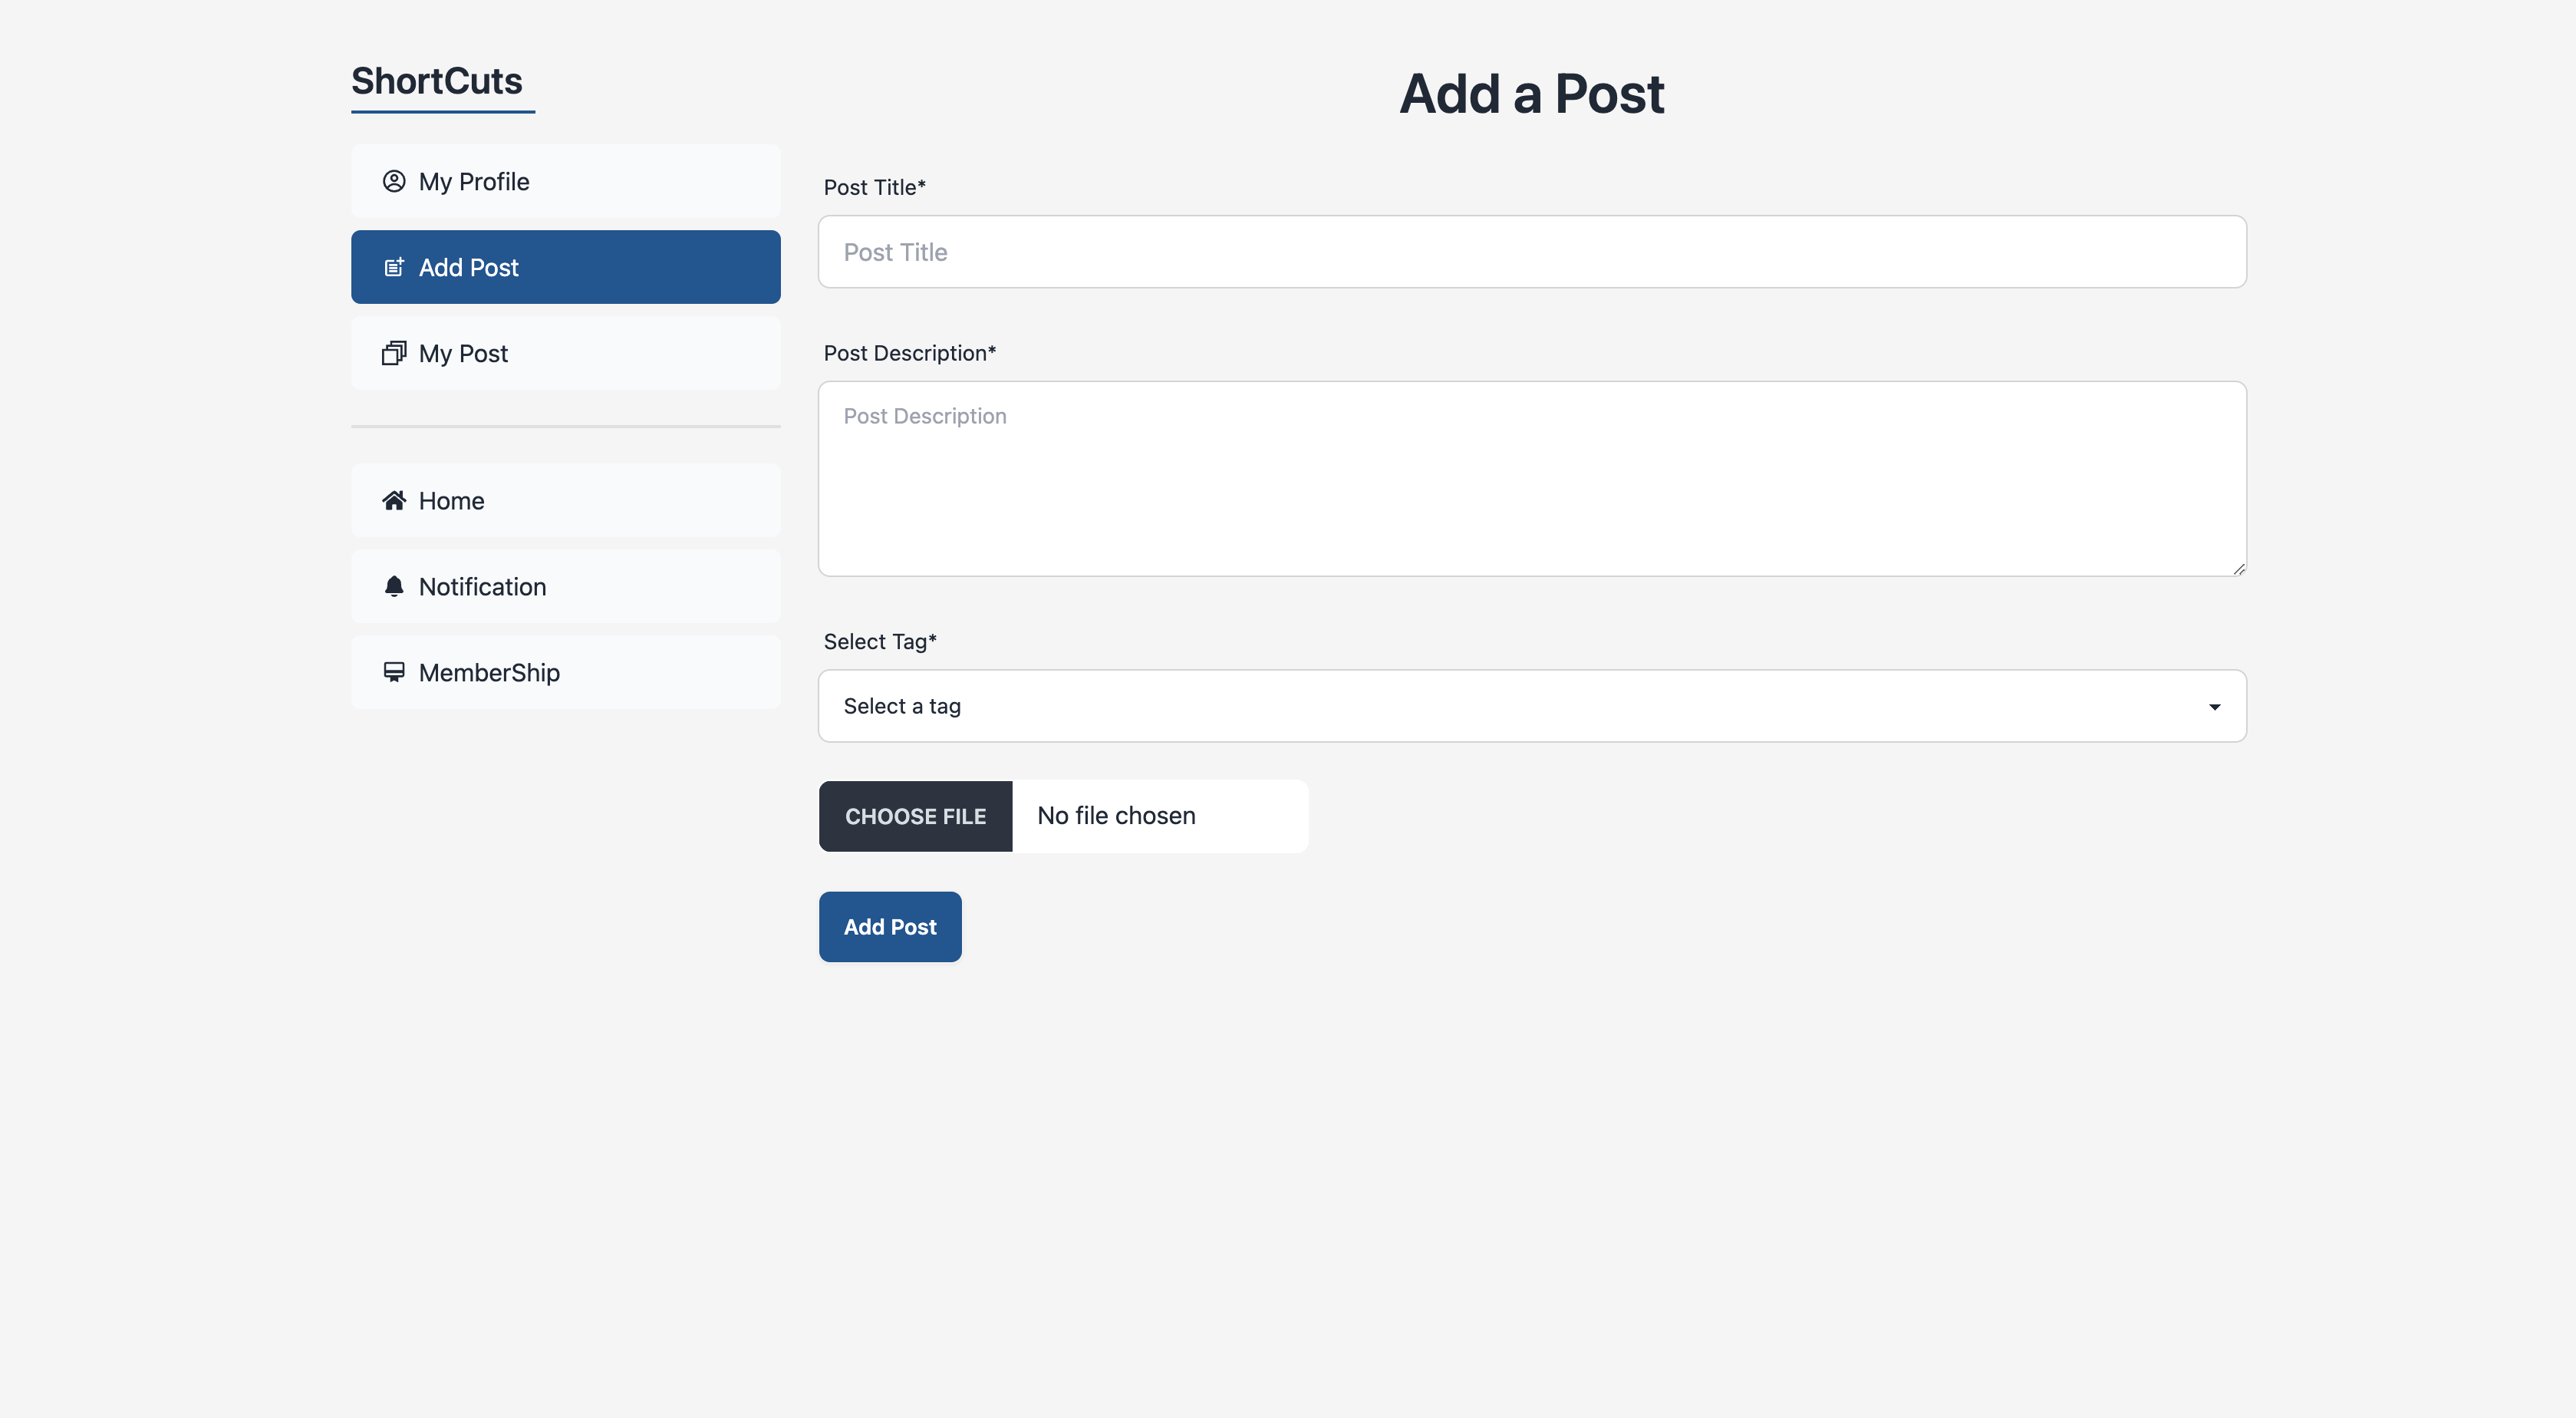 ShortCuts
My Profile
Add Post
My Post
Home
Notification
MemberShip
Add a Post
Post Title*
Post Title
Post Description*
Post Description
Select Tag*
Select a tag
CHOOSE FILE No file chosen
Add Post